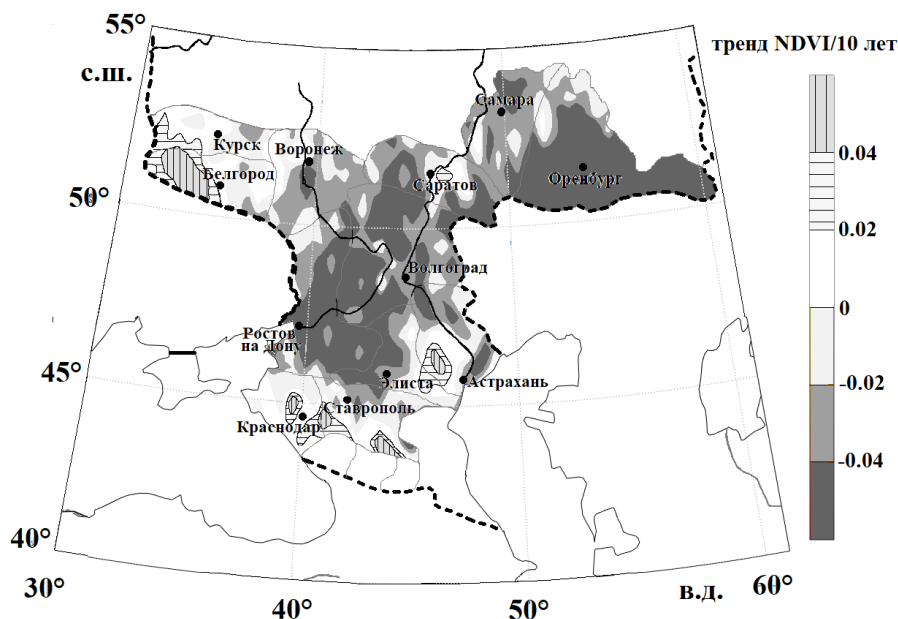 55°
тренд NDVI/10 лет
с.ш.
Самара
Курск
Воронеж
0.04
Белгород
Саратов
Оренбург
50°
0.02
Волгоград
0
Ростов
на Дону
45°
Элиста
Астрахань
-0.02
Ставрополь
Краснодар
-0.04
40°
30°
в.д.
60°
40°
50°